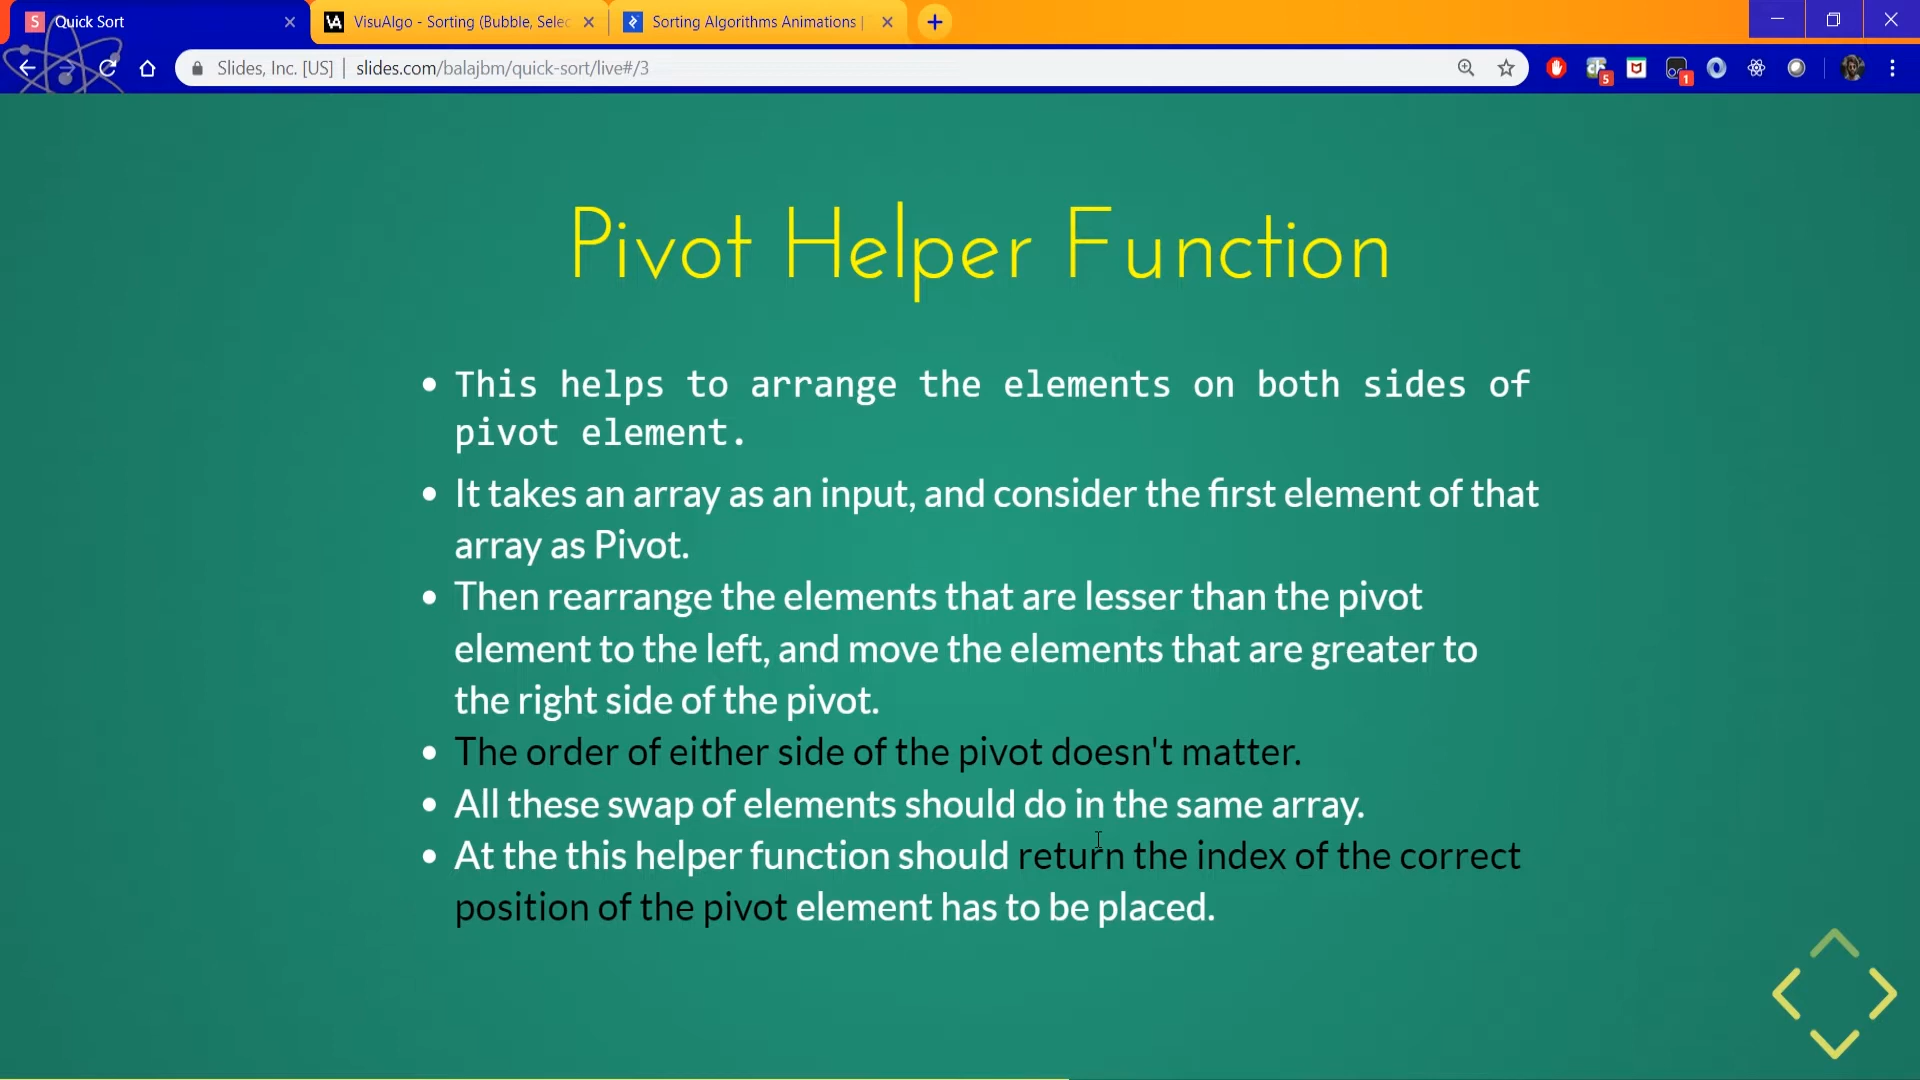 Quick Sort
VisuAlgo - Sorting (Bubble, Selec
Sorting Algorithms Animations |
Slides, Inc. [US] | slides.com/balajbm/quick-sort/live#/3
5
1
Pivot Helper Function
This helps to arrange the elements on both sides of
pivot element.
It takes an array as an input, and consider the first element of that
array as Pivot.
Then rearrange the elements that are lesser than the pivot
element to the left, and move the elements that are greater to
the right side of the pivot.
The order of either side of the pivot doesn't matter.
All these swap of elements should do in the same array.
At the this helper function should return the index of the correct
position of the pivot element has to be placed.